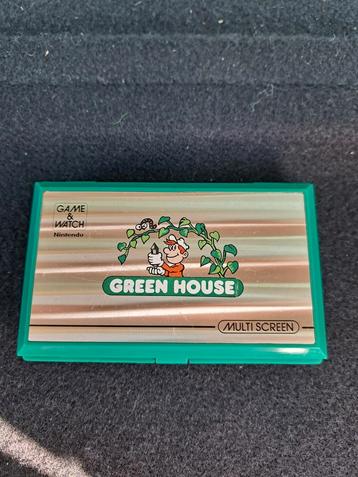 GAME
&
WATCH
Nintendo
GREEN HOUSE
MULTI SCREEN